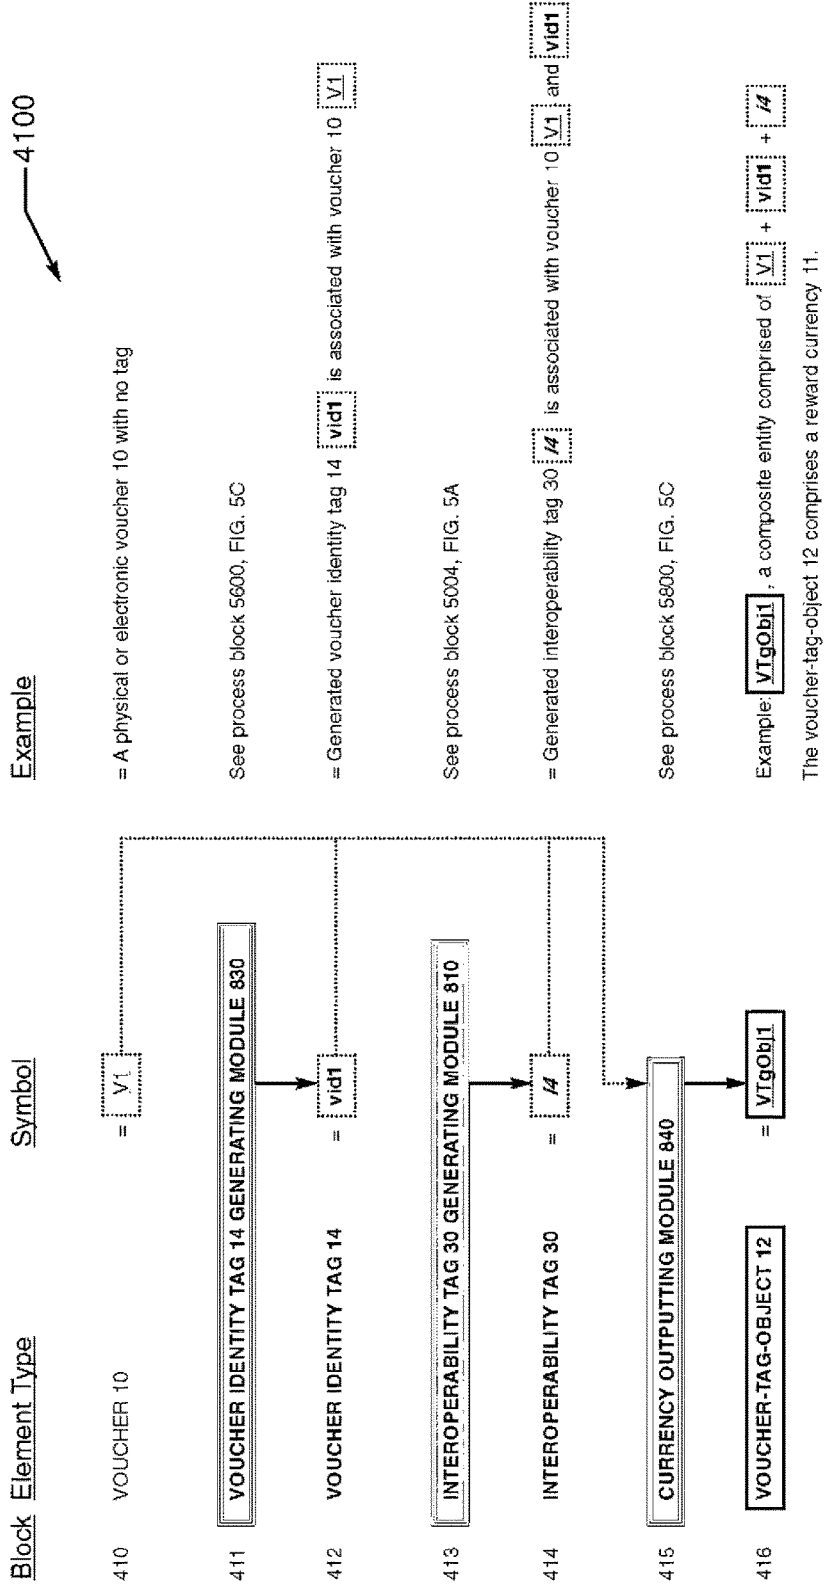 4100
Block Element Type Symbol Example
410 VOUCHER 10 = V1 = A physical or electronic voucher 10 with no tag
411 VOUCHER IDENTITY TAG 14 GENERATING MODULE 830 See process block 5600, FIG. 5C
412 VOUCHER IDENTITY TAG 14 = vid1 = Generated voucher identity tag 14 vid1 is associated with voucher 10 V1
413 INTEROPERABILITY TAG 30 GENERATING MODULE 810 See process block 5004, FIG. 5A
414 INTEROPERABILITY TAG 30 = i4 = Generated interoperability tag 30 i4 is associated with voucher 10 V1 and vid1
415 CURRENCY OUTPUTTING MODULE 840 See process block 5800, FIG. 5C
416 VOUCHER-TAG-OBJECT 12 = VTgObj1 Example: VTgObj1, a composite entity comprised of V1 + vid1 + i4
The voucher-tag-object 12 comprises a reward currency 11.